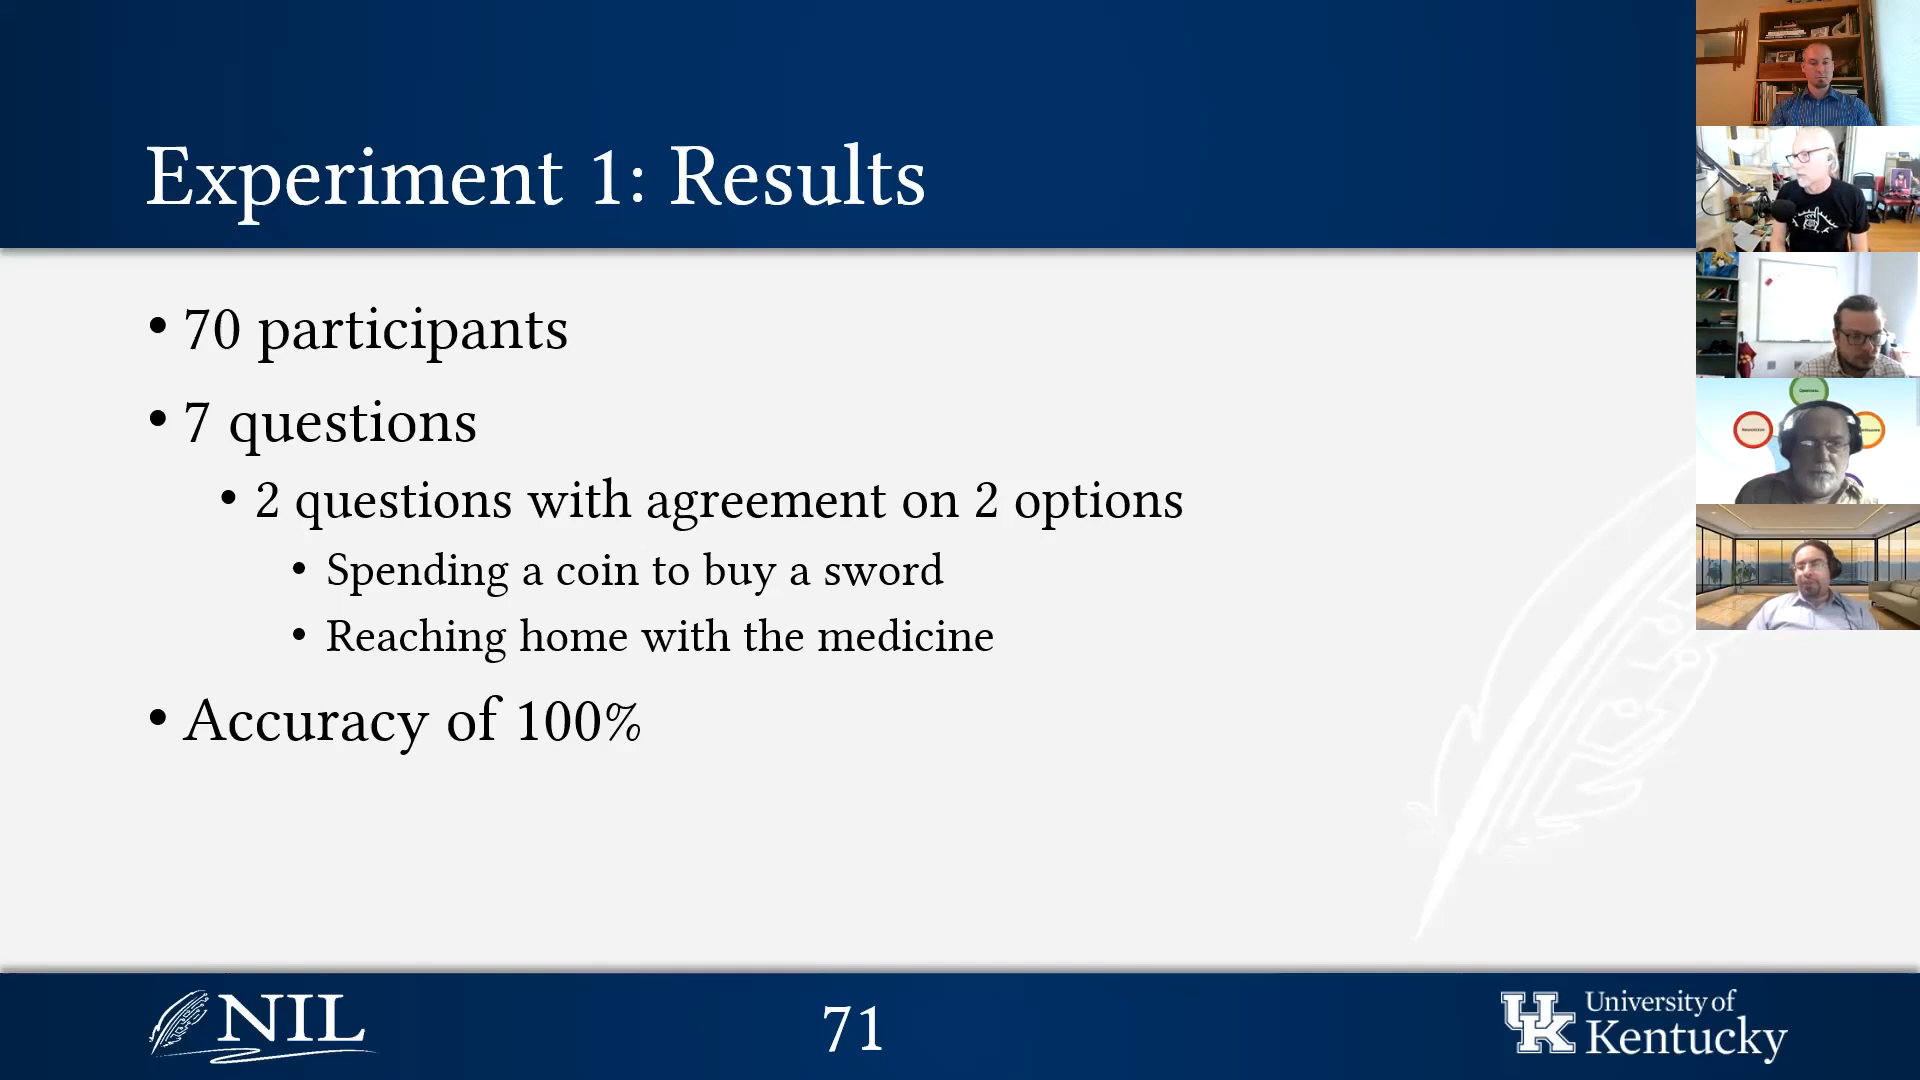 Experiment 1: Results
• 70 participants
• 7 questions
• 2 questions with agreement on 2 options
• Spending a coin to buy a sword
• Reaching home with the medicine
• Accuracy of 100%
NIL
71
UK
University of
Kentucky